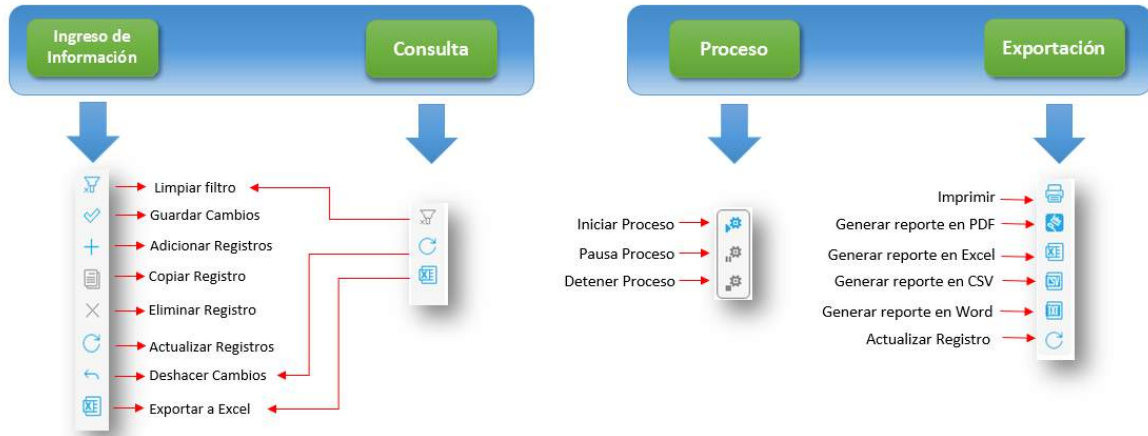 Ingreso de
Información
Consulta
Proceso
Exportación
Limpiar filtro
Guardar Cambios
Adicionar Registros
Copiar Registro
Eliminar Registro
Actualizar Registros
Deshacer Cambios
Exportar a Excel
Iniciar Proceso
Pausa Proceso
Detener Proceso
Imprimir
Generar reporte en PDF
Generar reporte en Excel
Generar reporte en CSV
Generar reporte en Word
Actualizar Registro